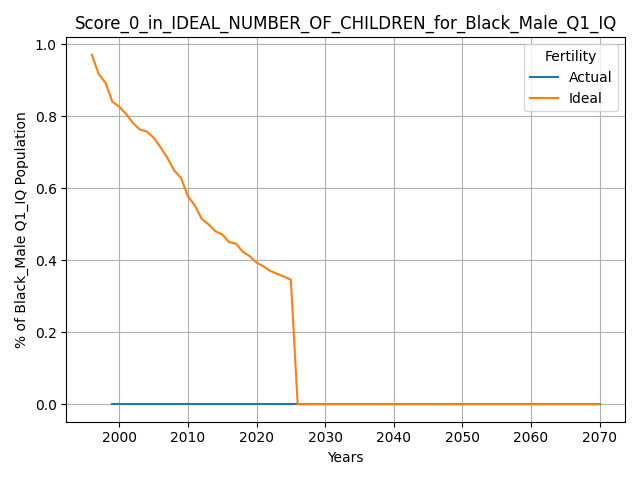 Score_0_in_IDEAL_NUMBER_OF_CHILDREN_for_Black_Male_Q1_IQ
Fertility
Actual
Ideal
% of Black_Male Q1_IQ Population
1.0
0.8
0.6
0.4
0.2
0.0
2000 2010 2020 2030 2040 2050 2060 2070
Years